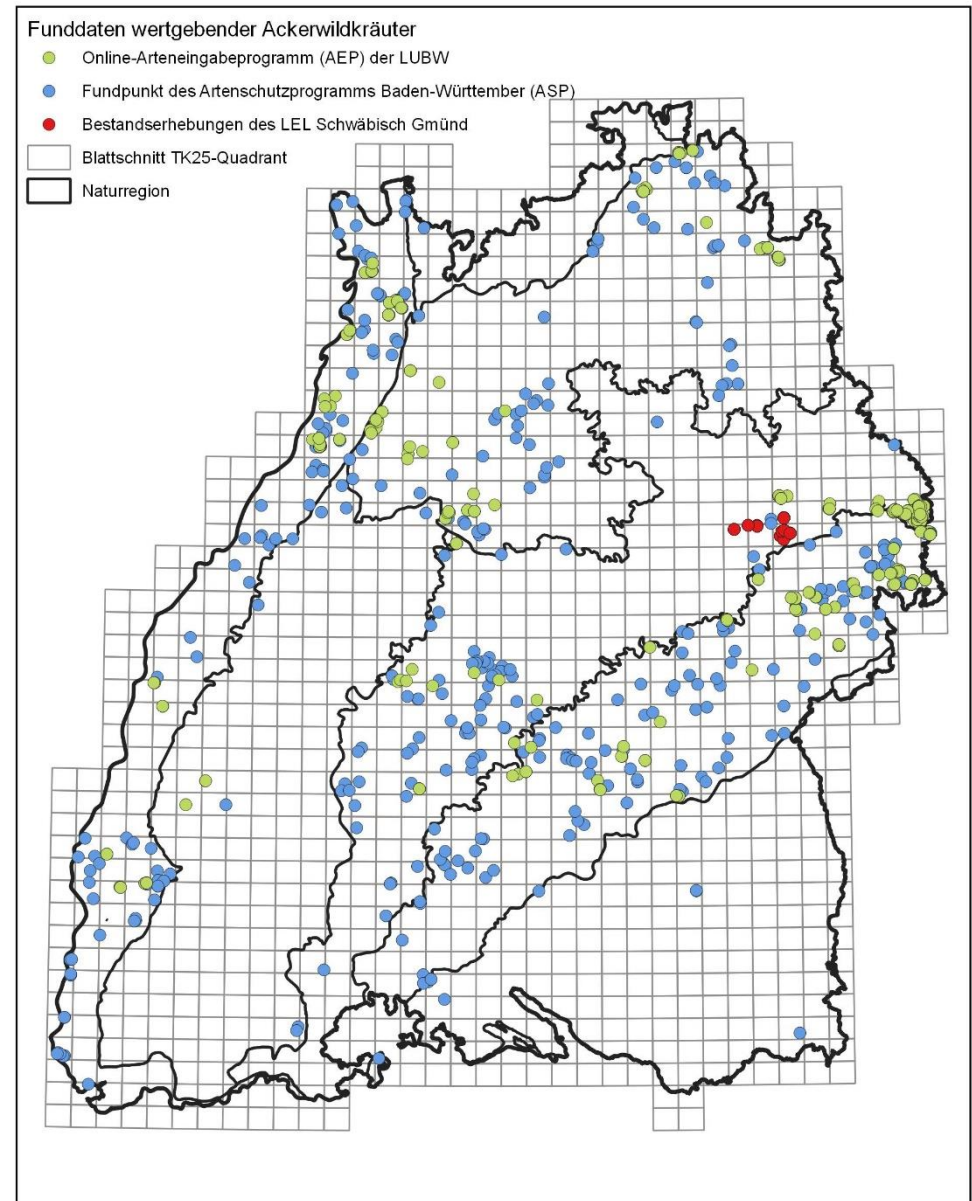 Funddaten wertgebender Ackerwildkräuter
Online-Arteneingabeprogramm (AEP) der LUBW
Fundpunkt des Artenschutzprogramms Baden-Württember (ASP)
Bestandserhebungen des LEL Schwäbisch Gmünd
Blattschnitt TK25-Quadrant
Naturregion